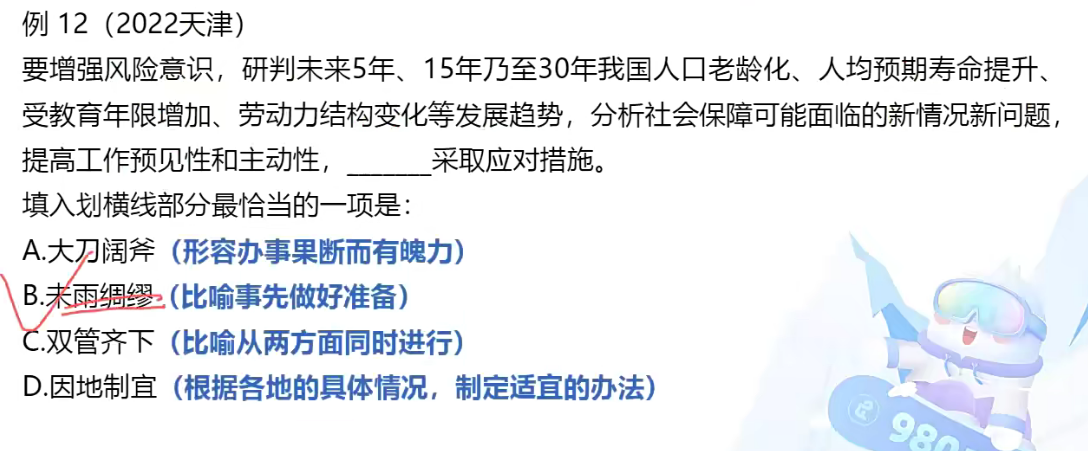 例 12（2022天津）
要增强风险意识，研判未来5年、15年乃至30年我国人口老龄化、人均预期寿命提升、
受教育年限增加、劳动力结构变化等发展趋势，分析社会保障可能面临的新情况新问题，
提高工作预见性和主动性，_______采取应对措施。
填入划横线部分最恰当的一项是：
A.大刀阔斧（形容办事果断而有魄力）
B.未雨绸缪（比喻事先做好准备）
C.双管齐下（比喻从两方面同时进行）
D.因地制宜（根据各地的具体情况，制定适宜的办法）
980